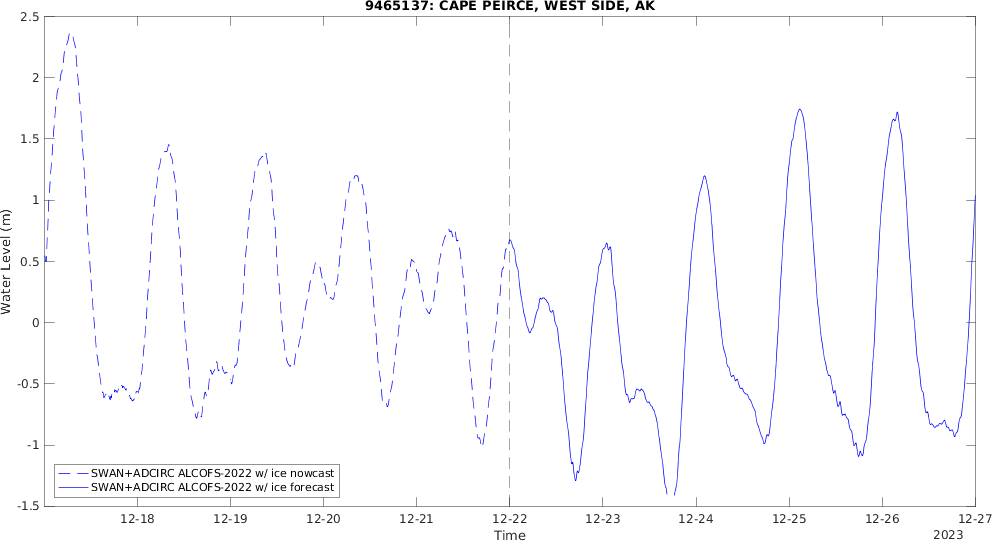 9465137: CAPE PEIRCE, WEST SIDE, AK
2.5
2
1.5
1
0.5
0
-0.5
-1
-1.5
Water Level (m)
SWAN+ADCIRC ALCOFS-2022 w/ ice nowcast
SWAN+ADCIRC ALCOFS-2022 w/ ice forecast
12-18 12-19 12-20 12-21 12-22 12-23 12-24 12-25 12-26 12-27
Time
2023